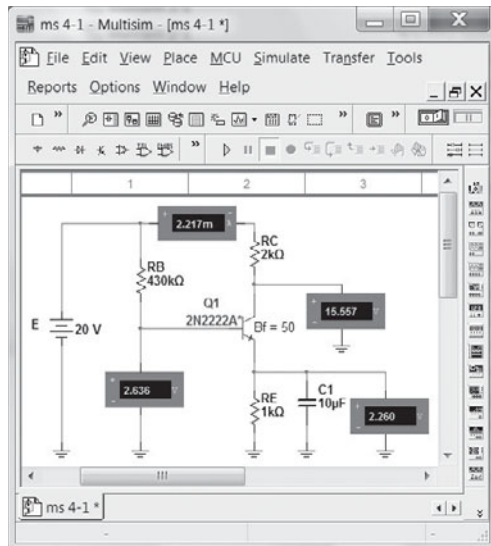 ms 4-1 - Multisim - [ms 4-1 *]
File Edit View Place MCU Simulate Transfer Tools
Reports Options Window Help
1 2 3
2.217m
RC
2kΩ
RB
430kΩ
Q1
2N2222A*
Bf = 50
15.557
E
20 V
2.636
RE
1kΩ
C1
10µF
2.260
ms 4-1 *